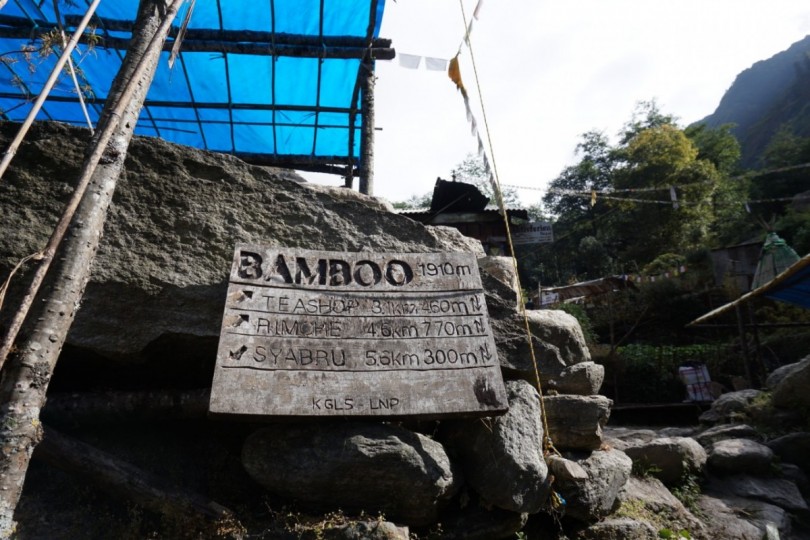 BAMBOO 1910m
↗ TEASHOP 3.1km 460m N
↗ RIMCHE 4.6km 770m N
↙ SYABRU 5.6km 300m N
KGLS - LNP